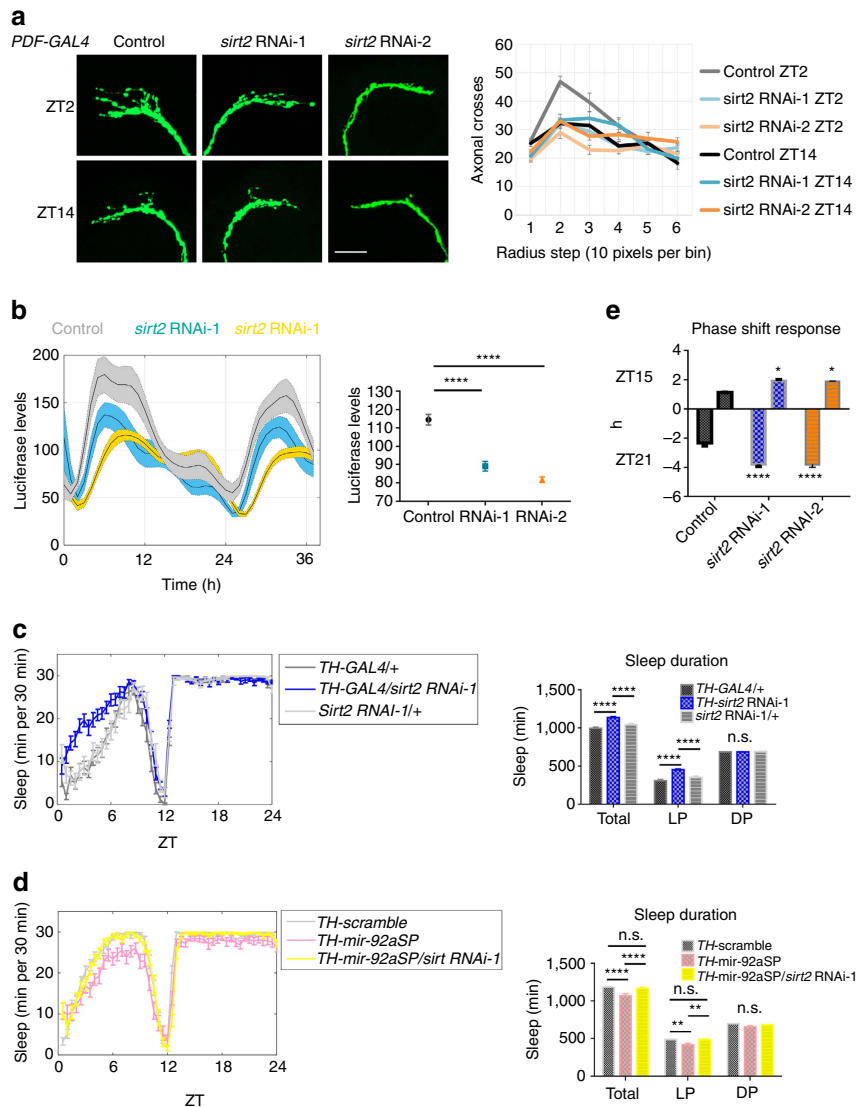 a
PDF-GAL4 Control sirt2 RNAi-1 sirt2 RNAi-2
ZT2
ZT14
Axonal crosses
60
50
40
30
20
10
0
1 2 3 4 5 6
Radius step (10 pixels per bin)
Control ZT2
sirt2 RNAi-1 ZT2
sirt2 RNAi-2 ZT2
Control ZT14
sirt2 RNAi-1 ZT14
sirt2 RNAi-2 ZT14
b
Control sirt2 RNAi-1 sirt2 RNAi-1
Luciferase levels
200
150
100
50
0
0 12 24 36
Time (h)
Luciferase levels
130
120
110
100
90
80
70
****
****
Control RNAi-1 RNAi-2
e
Phase shift response
ZT15
h
ZT21
4
2
0
−2
−4
−6
* *
**** ****
Control
sirt2 RNAi-1
sirt2 RNAI-2
c
Sleep (min per 30 min)
30
20
10
0
0 6 12 18 24
ZT
TH-GAL4/+
TH-GAL4/sirt2 RNAi-1
Sirt2 RNAI-1/+
Sleep duration
Sleep (min)
1,500
1,000
500
0
TH-GAL4/+
TH-sirt2 RNAi-1
sirt2 RNAi-1/+
**** ****
**** ****
n.s.
Total LP DP
d
Sleep (min per 30 min)
30
20
10
0
0 6 12 18 24
ZT
TH-scramble
TH-mir-92aSP
TH-mir-92aSP/sirt RNAi-1
Sleep duration
Sleep (min)
1,500
1,000
500
0
TH-scramble
TH-mir-92aSP
TH-mir-92aSP/sirt2 RNAi-1
n.s.
**** ****
n.s.
** **
n.s.
Total LP DP